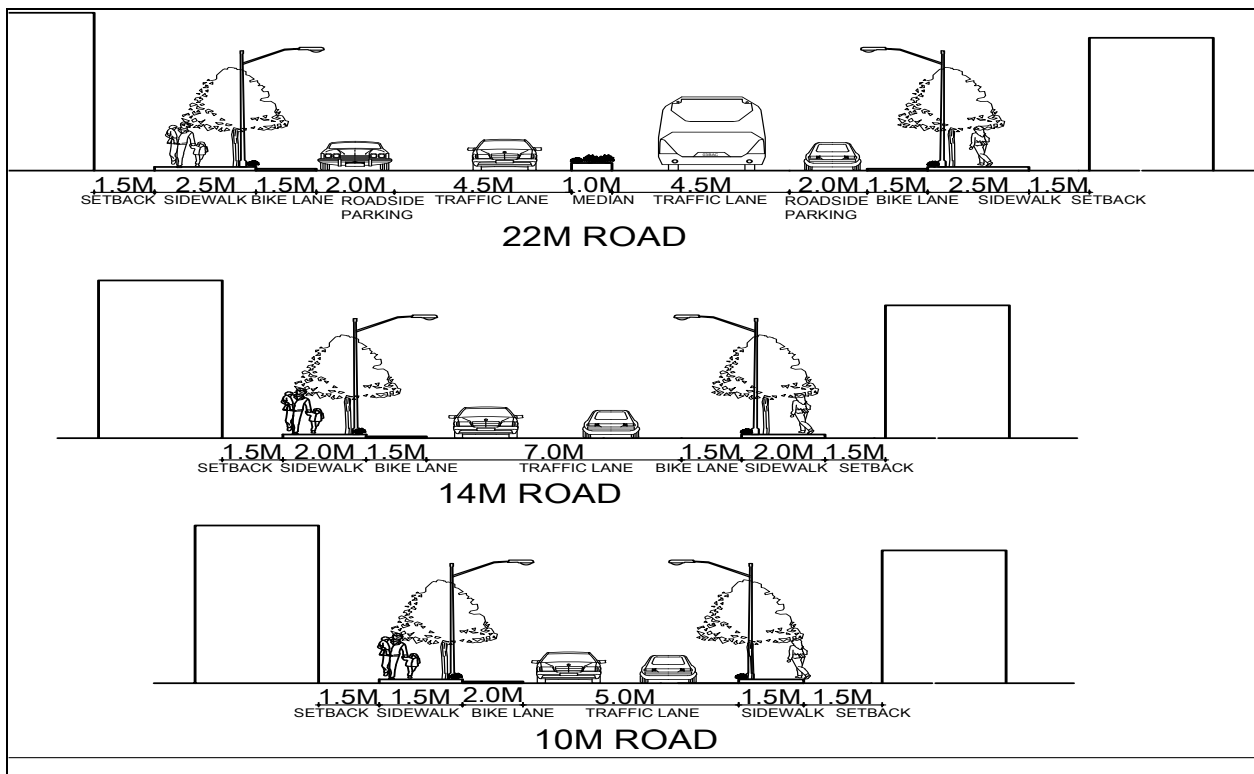 1.5M 2.5M 1.5M 2.0M 4.5M 1.0M 4.5M 2.0M 1.5M 2.5M 1.5M
SETBACK SIDEWALK BIKE LANE ROADSIDE PARKING TRAFFIC LANE MEDIAN TRAFFIC LANE ROADSIDE PARKING BIKE LANE SIDEWALK SETBACK
22M ROAD
1.5M 2.0M 1.5M 7.0M 1.5M 2.0M 1.5M
SETBACK SIDEWALK BIKE LANE TRAFFIC LANE BIKE LANE SIDEWALK SETBACK
14M ROAD
1.5M 1.5M 2.0M 5.0M 1.5M 1.5M
SETBACK SIDEWALK BIKE LANE TRAFFIC LANE SIDEWALK SETBACK
10M ROAD